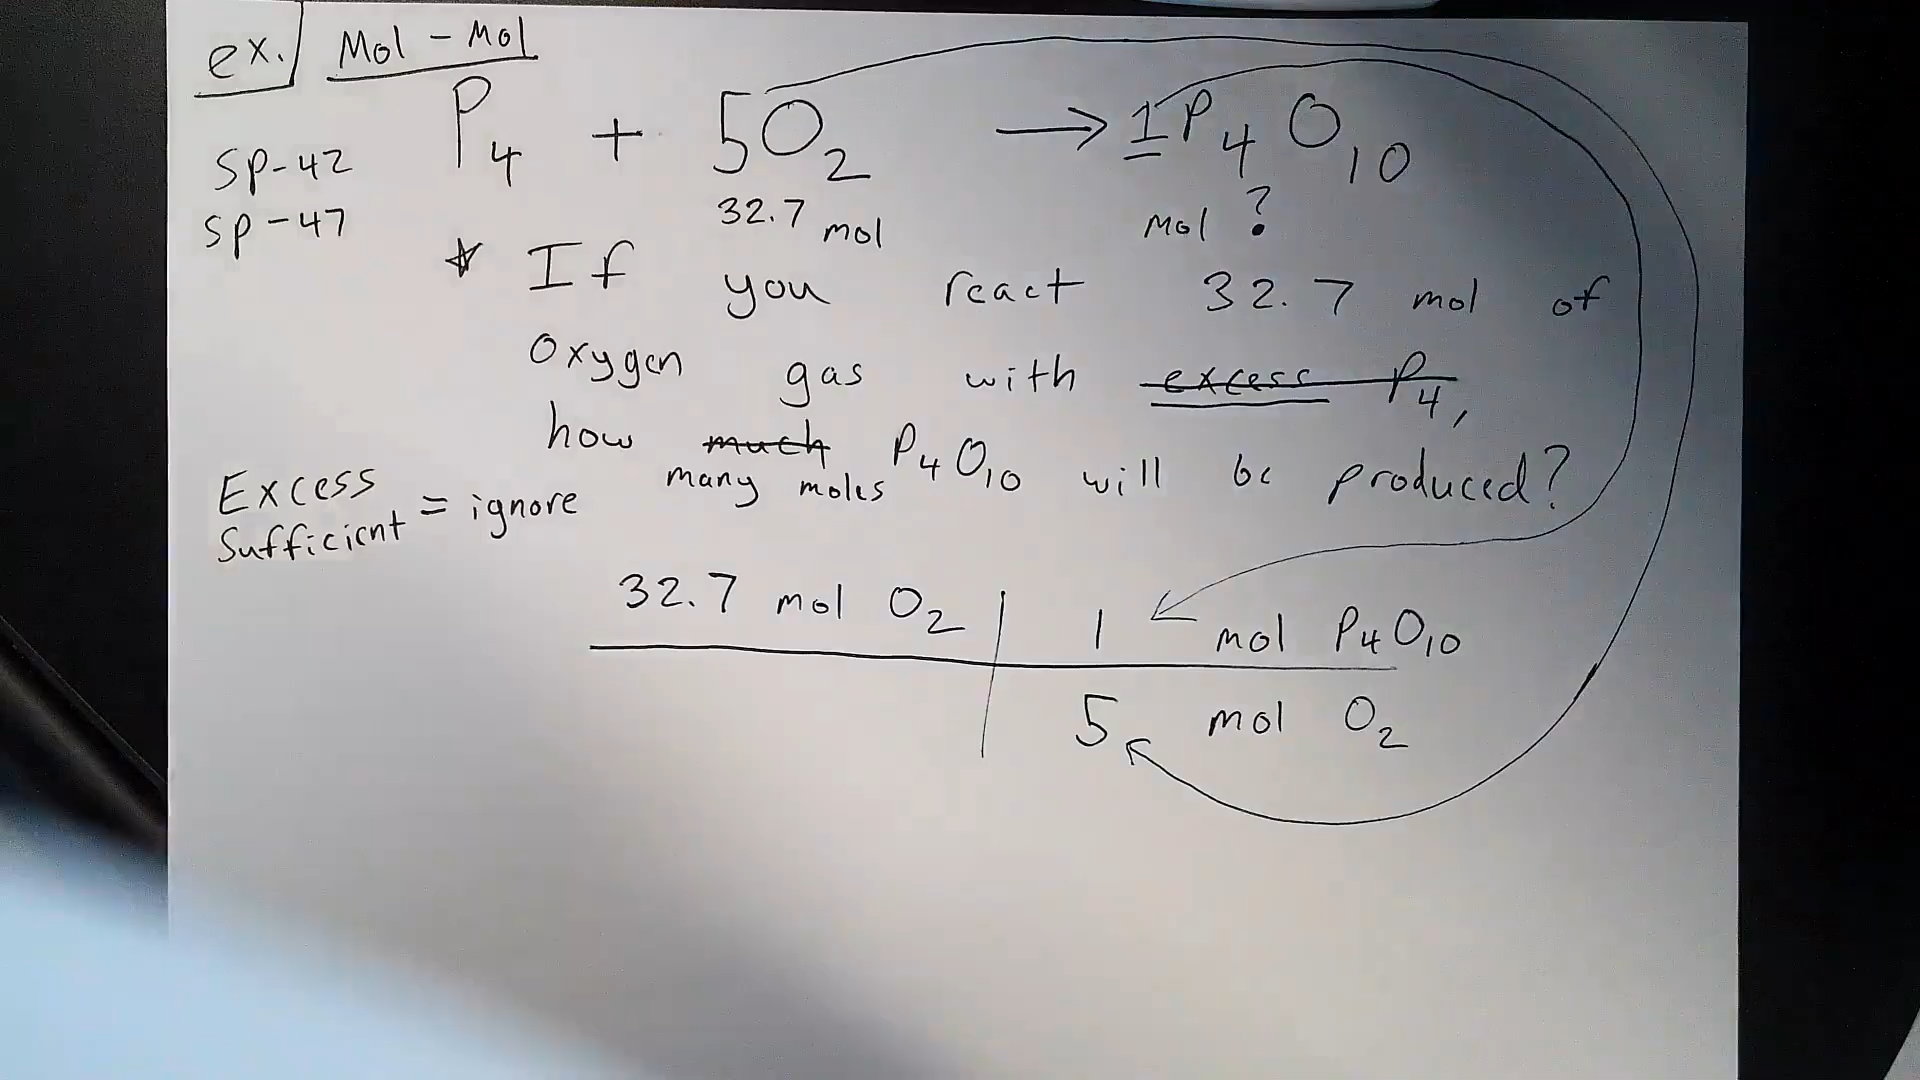 ex. Mol - Mol
P4 + 5O2 → 1P4O10
SP-42
SP-47
32.7 mol
Mol ?
* If you react 32.7 mol of
oxygen gas with excess P4,
how much P4O10 will be produced?
many moles
Excess
Sufficient = ignore
32.7 mol O2 | 1 mol P4O10
5 mol O2